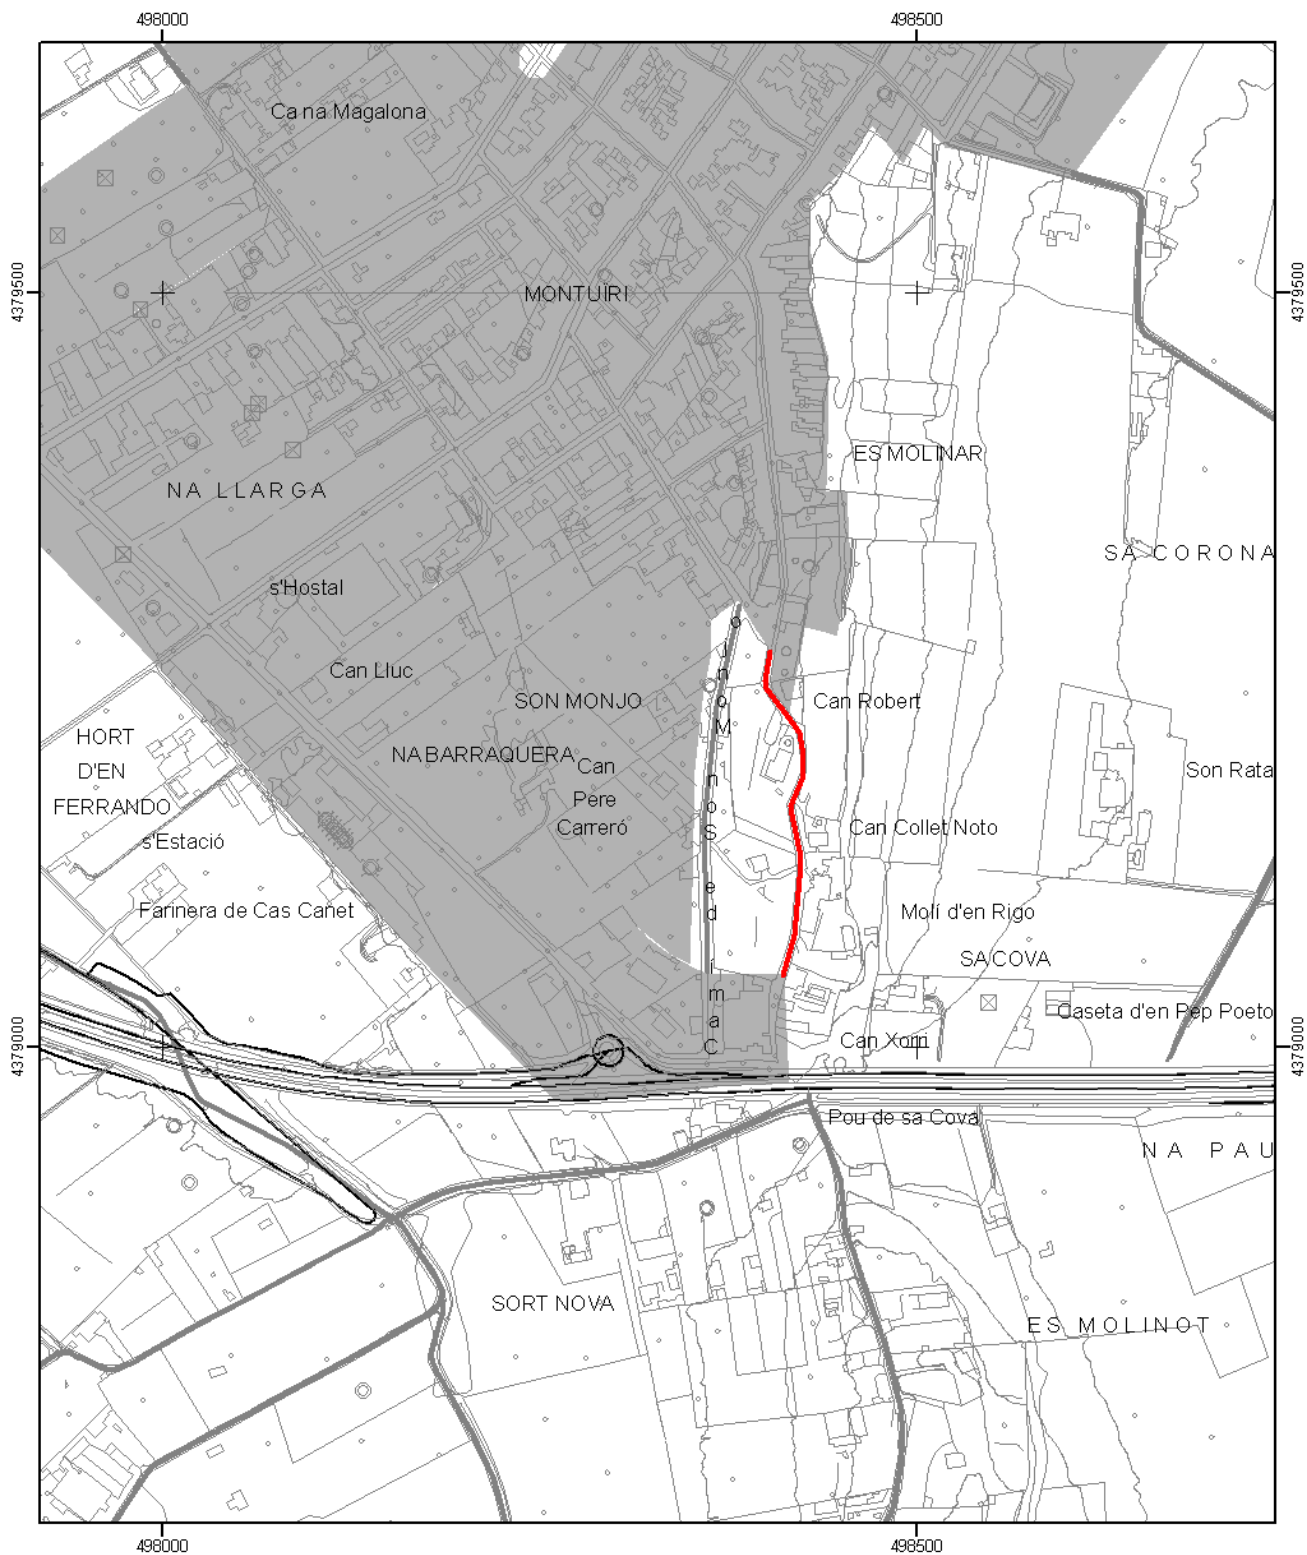 498000
498500
Ca na Magalona
4379500
MONTUÏRI
4379500
ES MOLINAR
NA LLARGA
SA CORONA
s'Hostal
Can Lluc
SON MONJO
Can Robert
HORT
D'EN
FERRANDO
NA BARRAQUERA
Can
Pere
Carreró
Son Rata
s'Estació
Can Collet Noto
Farinera de Cas Canet
Molí d'en Rigo
SA COVA
Camí de Son Monjo
Caseta d'en Pep Poeto
Can Xorri
4379000
4379000
Pou de sa Cova
NA PAU
SORT NOVA
ES MOLINOT
498000
498500